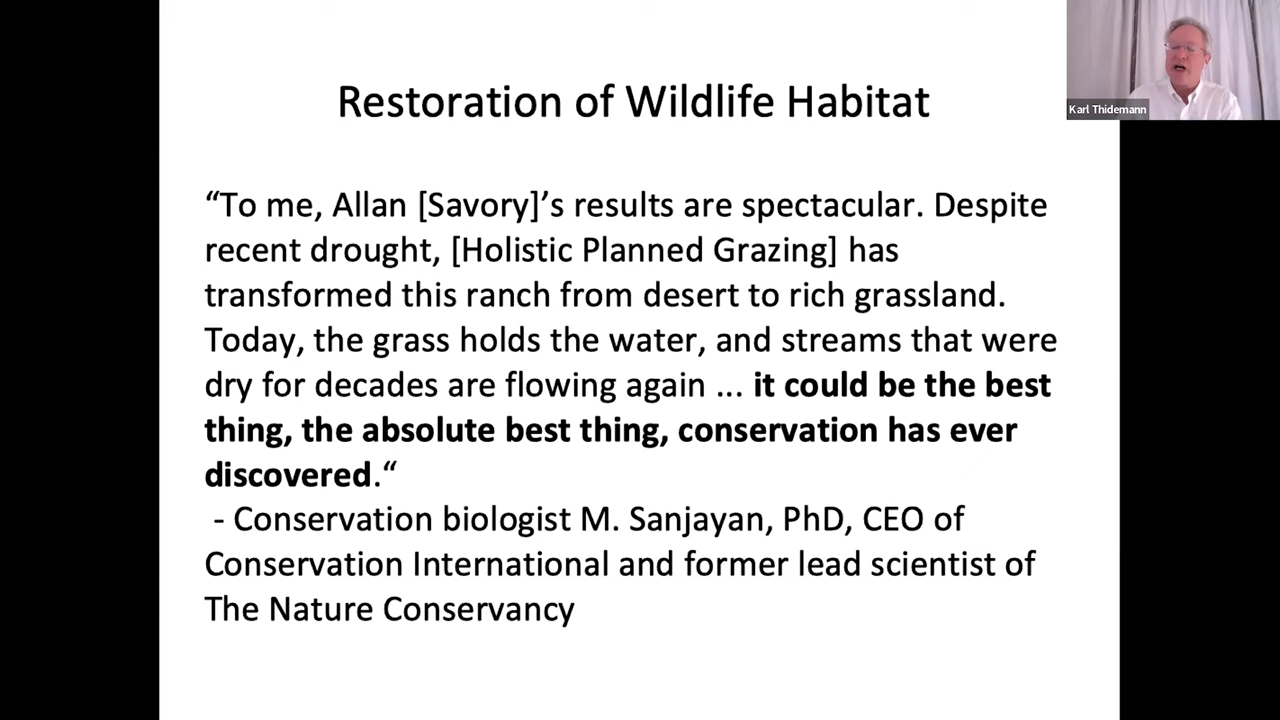 Restoration of Wildlife Habitat
Karl Thidemann
“To me, Allan [Savory]’s results are spectacular. Despite
recent drought, [Holistic Planned Grazing] has
transformed this ranch from desert to rich grassland.
Today, the grass holds the water, and streams that were
dry for decades are flowing again ... it could be the best
thing, the absolute best thing, conservation has ever
discovered.“
- Conservation biologist M. Sanjayan, PhD, CEO of
Conservation International and former lead scientist of
The Nature Conservancy